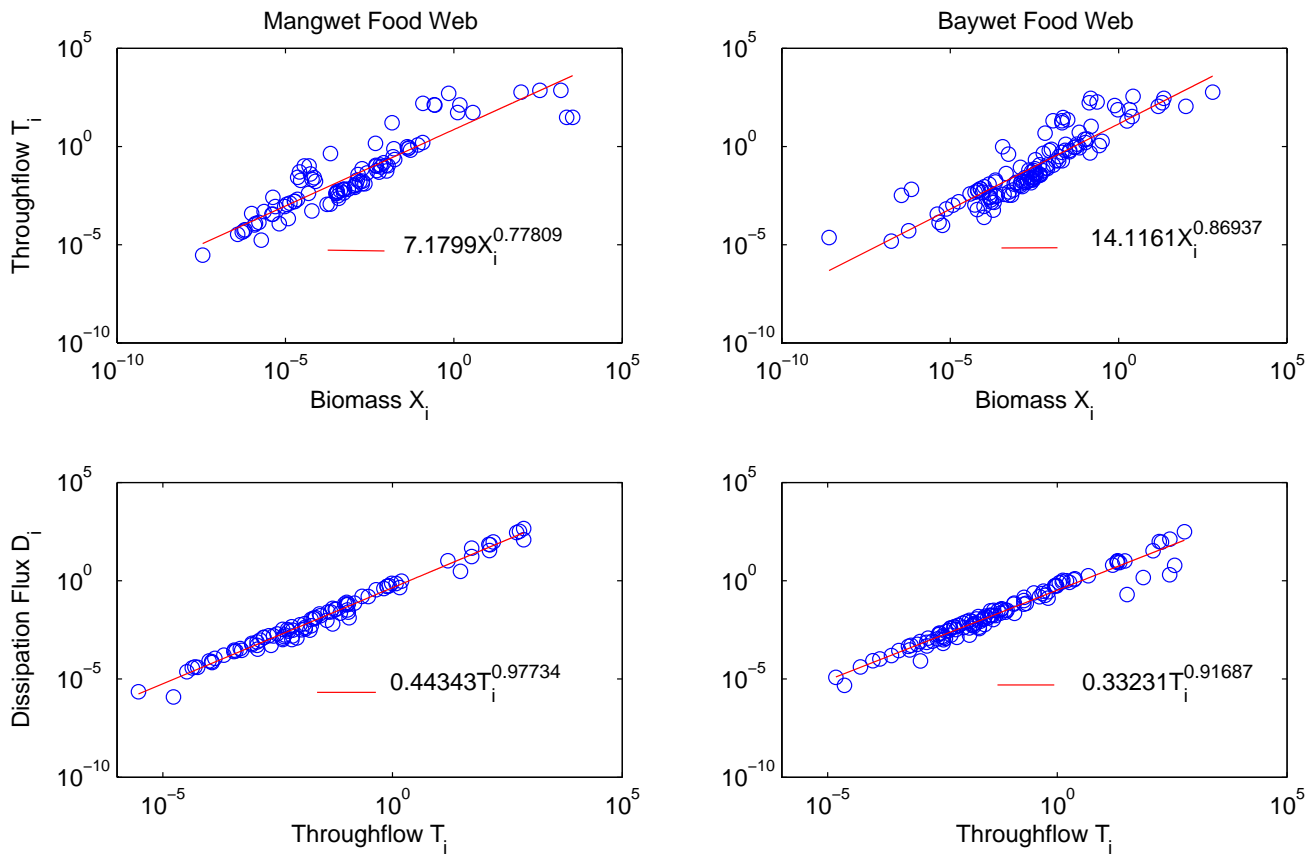 Mangwet Food Web
Baywet Food Web
10^5
10^0
10^−5
10^−10
Throughflow T_i
7.1799X_i^0.77809
10^−10
10^−5
10^0
10^5
Biomass X_i
10^5
10^0
10^−5
10^−10
14.1161X_i^0.86937
10^−10
10^−5
10^0
10^5
Biomass X_i
10^5
10^0
10^−5
10^−10
Dissipation Flux D_i
0.44343T_i^0.97734
10^−5
10^0
10^5
Throughflow T_i
10^5
10^0
10^−5
10^−10
0.33231T_i^0.91687
10^−5
10^0
10^5
Throughflow T_i